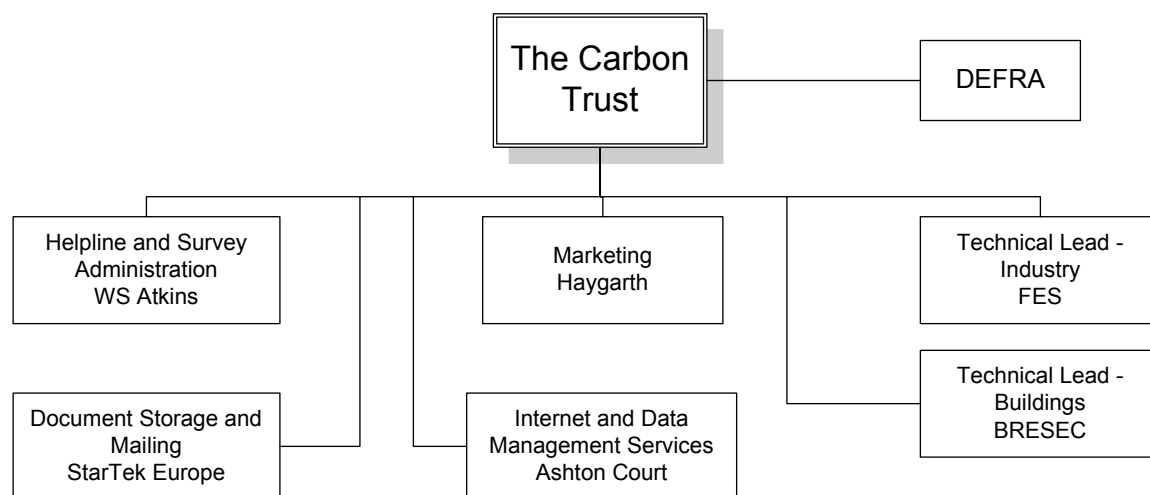 The Carbon
Trust
DEFRA
Helpline and Survey
Administration
WS Atkins
Marketing
Haygarth
Technical Lead -
Industry
FES
Document Storage and
Mailing
StarTek Europe
Internet and Data
Management Services
Ashton Court
Technical Lead -
Buildings
BRESEC